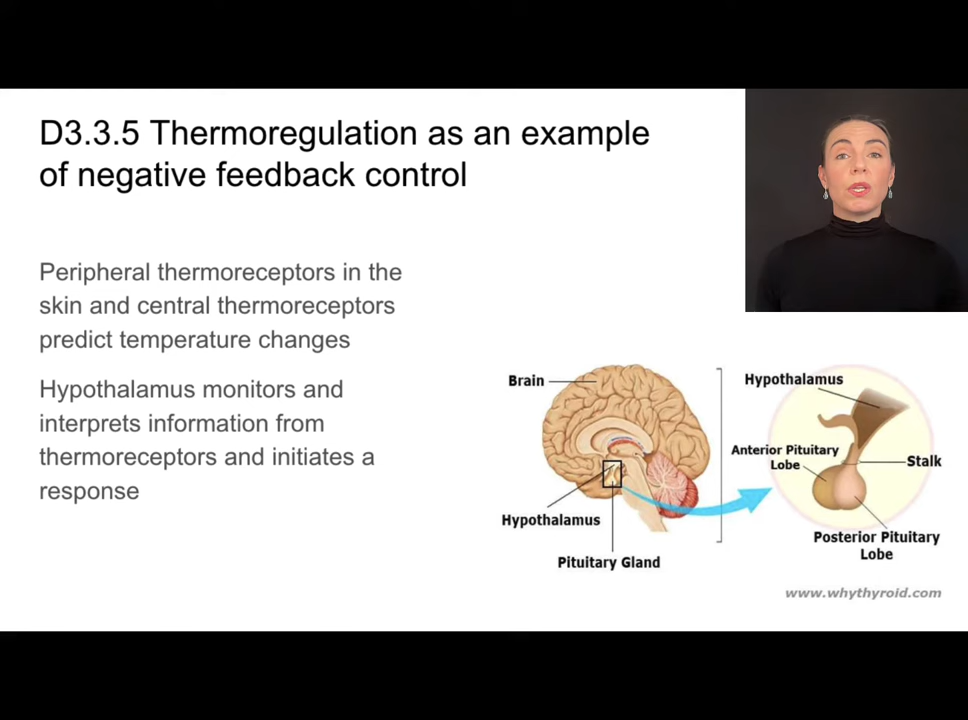 D3.3.5 Thermoregulation as an example
of negative feedback control
Peripheral thermoreceptors in the
skin and central thermoreceptors
predict temperature changes
Hypothalamus monitors and
interprets information from
thermoreceptors and initiates a
response
Brain
Hypothalamus
Pituitary Gland
Hypothalamus
Anterior Pituitary
Lobe
Stalk
Posterior Pituitary
Lobe
www.whythyroid.com